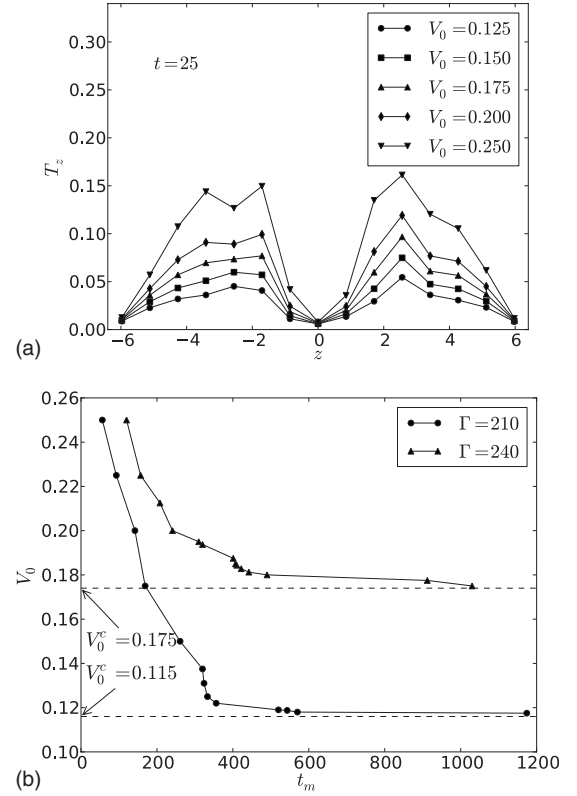 0.30
0.25
0.20
0.15
0.10
0.05
0.00
T_z
t = 25
V_0 = 0.125
V_0 = 0.150
V_0 = 0.175
V_0 = 0.200
V_0 = 0.250
−6 −4 −2 0 2 4 6
z
(a)
0.26
0.24
0.22
0.20
0.18
0.16
0.14
0.12
0.10
V_0
Γ = 210
Γ = 240
V_0^c = 0.175
V_0^c = 0.115
0 200 400 600 800 1000 1200
t_m
(b)